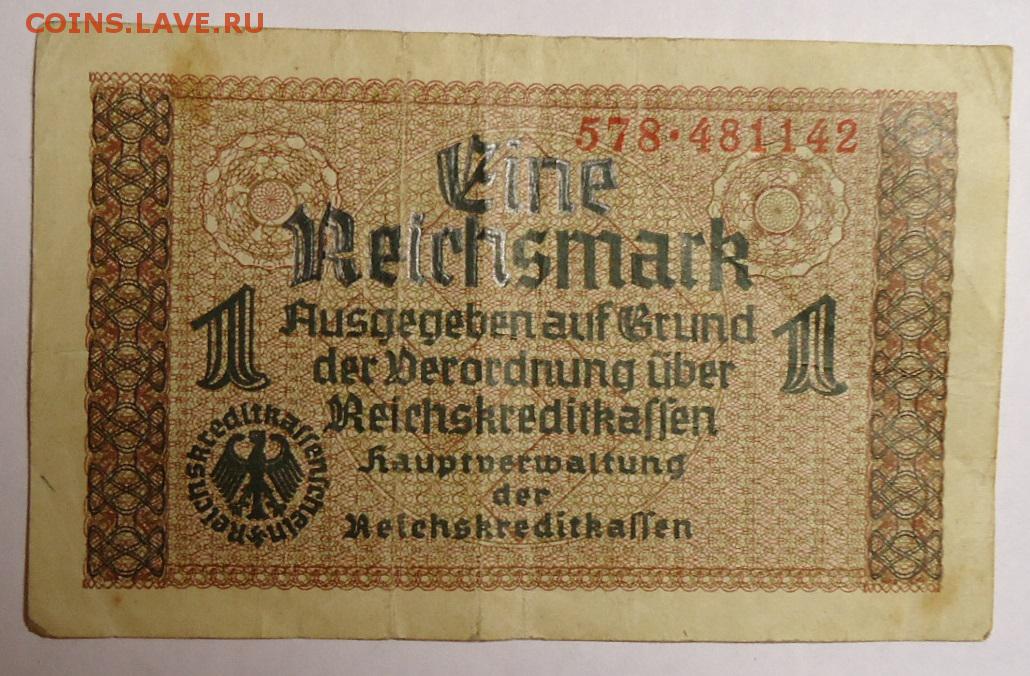 COINS.LAVE.RU
578·481142
Eine
Reichsmark
1 Ausgegeben auf Grund 1
der Verordnung über
Reichskreditkaſſen
Hauptverwaltung
der
Reichskreditkaſſen
Reichskreditkaſſenſchein